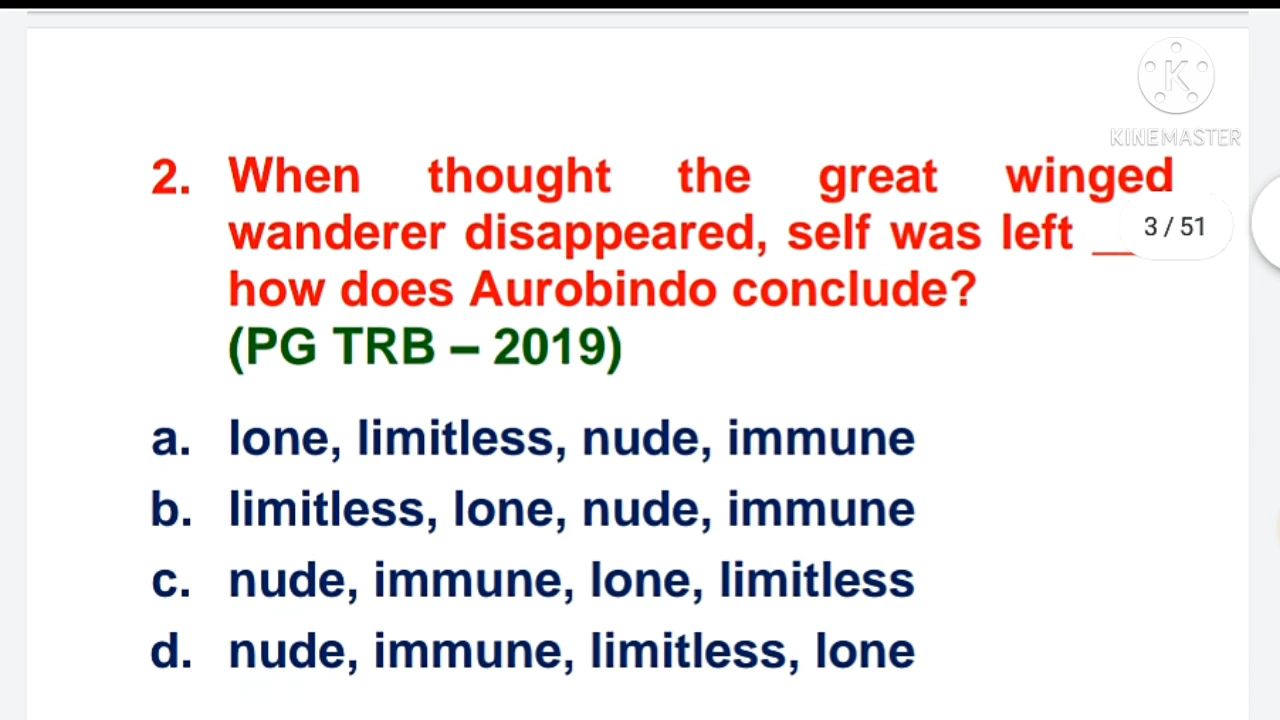 K
KINEMASTER
2. When thought the great winged
wanderer disappeared, self was left __
3 / 51
how does Aurobindo conclude?
(PG TRB – 2019)
a. lone, limitless, nude, immune
b. limitless, lone, nude, immune
c. nude, immune, lone, limitless
d. nude, immune, limitless, lone